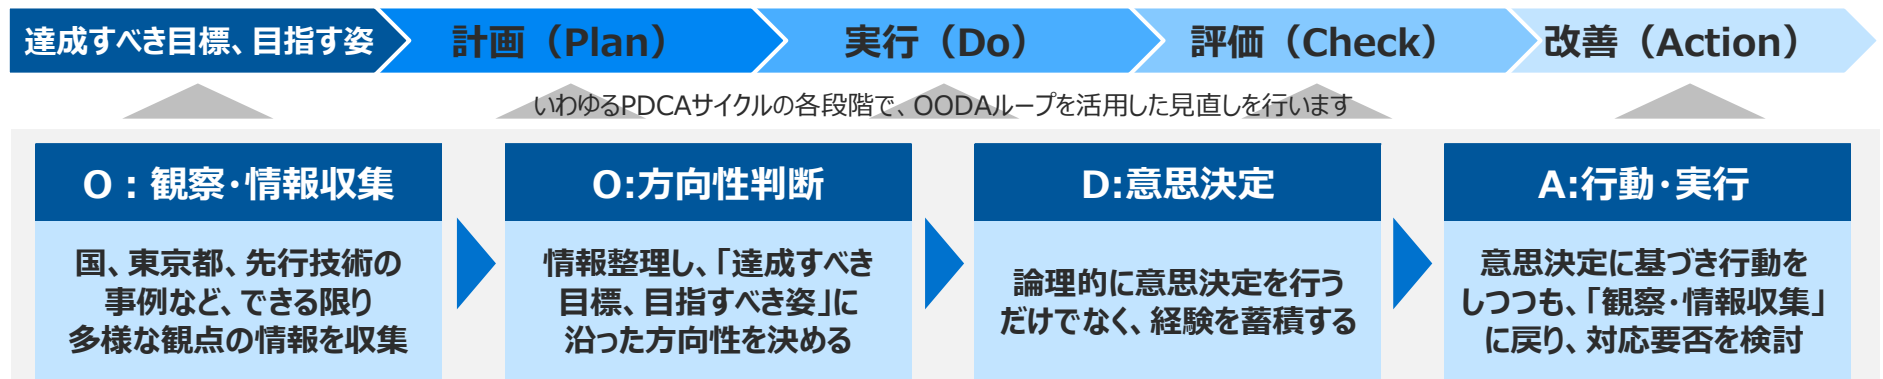 達成すべき目標、目指す姿
計画（Plan）
実行（Do）
評価（Check）
改善（Action）
いわゆるPDCAサイクルの各段階で、OODAループを活用した見直しを行います
O：観察・情報収集
国、東京都、先行技術の
事例など、できる限り
多様な観点の情報を収集
O:方向性判断
情報整理し、「達成すべき
目標、目指すべき姿」に
沿った方向性を決める
D:意思決定
論理的に意思決定を行う
だけでなく、経験を蓄積する
A:行動・実行
意思決定に基づき行動を
しつつも、「観察・情報収集」
に戻り、対応要否を検討